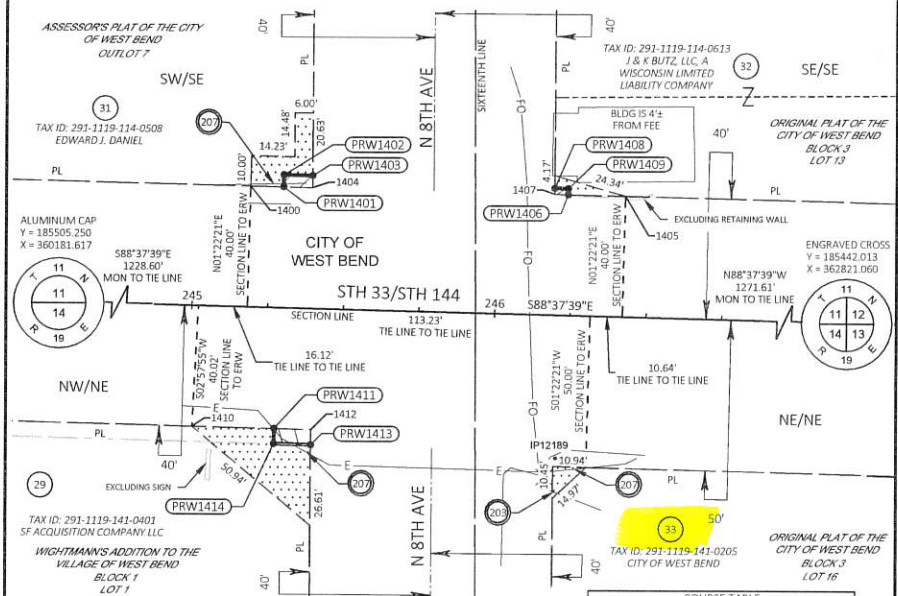 ASSESSOR'S PLAT OF THE CITY
OF WEST BEND
OUTLOT 7
SW/SE
31
TAX ID: 291-1119-114-0508
EDWARD J. DANIEL
207
PL
40'
PL
6.00'
14.48'
20.63'
14.23'
10.00'
PRW1402
PRW1403
1404
PRW1401
1400
N 8TH AVE
SIXTEENTH LINE
FO
40'
PL
TAX ID: 291-1119-114-0613
J & K BUTZ, LLC, A
WISCONSIN LIMITED
LIABILITY COMPANY
32
SE/SE
Z
BLDG IS 4'±
FROM FEE
40'
ORIGINAL PLAT OF THE
CITY OF WEST BEND
BLOCK 3
LOT 13
PRW1408
PRW1409
4.17'
24.34'
1407
PRW1406
PL
EXCLUDING RETAINING WALL
1405
ALUMINUM CAP
Y = 185505.250
X = 360181.617
S88°37'39"E
1228.60'
MON TO TIE LINE
N01°22'21"E
40.00'
SECTION LINE TO ERW
CITY OF
WEST BEND
N01°22'21"E
40.00'
SECTION LINE TO ERW
ENGRAVED CROSS
Y = 185442.013
X = 362821.060
N88°37'39"W
1271.61'
MON TO TIE LINE
T 11 N
11
14
R 19 E
245
STH 33/STH 144
SECTION LINE
113.23'
TIE LINE TO TIE LINE
246
S88°37'39"E
T 11 N
11 12
14 13
R 19 E
16.12'
TIE LINE TO TIE LINE
10.64'
TIE LINE TO TIE LINE
S02°57'55"W
40.02'
SECTION LINE
TO ERW
S01°22'21"W
50.00'
SECTION LINE TO ERW
FO
FO
NW/NE
NE/NE
E
PRW1411
1412
1410
PRW1413
PL
40'
50.94'
EXCLUDING SIGN
E
E
207
PRW1414
26.61'
IP12189
10.94'
10.45'
14.97'
207
203
PL
50'
29
TAX ID: 291-1119-141-0401
SF ACQUISITION COMPANY LLC
WIGHTMANN'S ADDITION TO THE
VILLAGE OF WEST BEND
BLOCK 1
LOT 1
40'
PL
N 8TH AVE
PL
40'
33
TAX ID: 291-1119-141-0205
CITY OF WEST BEND
ORIGINAL PLAT OF THE
CITY OF WEST BEND
BLOCK 3
LOT 16
COURSE TABLE